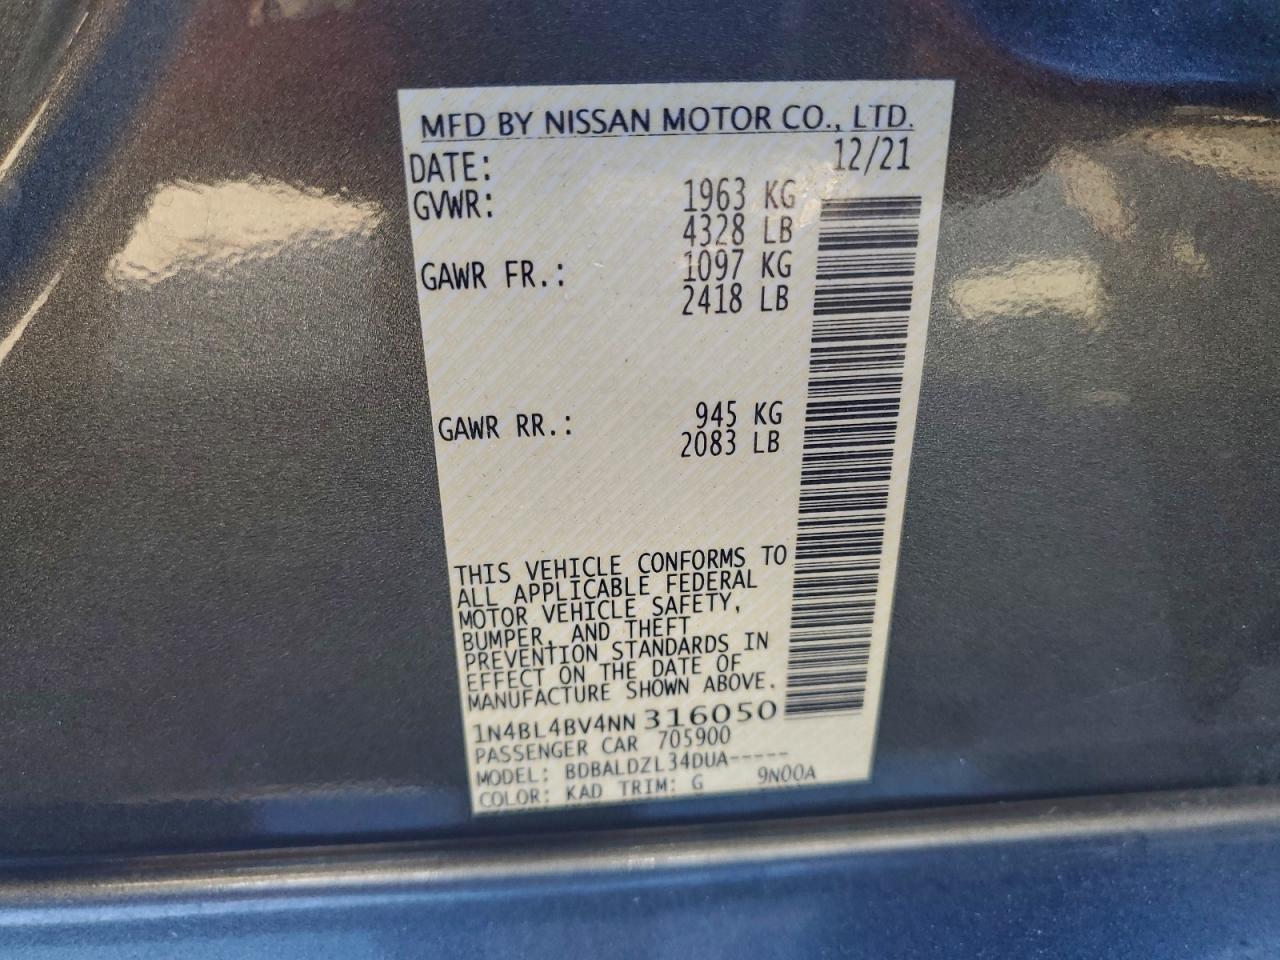 MFD BY NISSAN MOTOR CO., LTD.
DATE: 12/21
GVWR: 1963 KG
4328 LB
GAWR FR.: 1097 KG
2418 LB
GAWR RR.: 945 KG
2083 LB
THIS VEHICLE CONFORMS TO
ALL APPLICABLE FEDERAL
MOTOR VEHICLE SAFETY,
BUMPER, AND THEFT
PREVENTION STANDARDS IN
EFFECT ON THE DATE OF
MANUFACTURE SHOWN ABOVE.
1N4BL4BV4NN316050
PASSENGER CAR 705900
MODEL: BDBALDZL34DUA-----
COLOR: KAD TRIM: G 9N00A